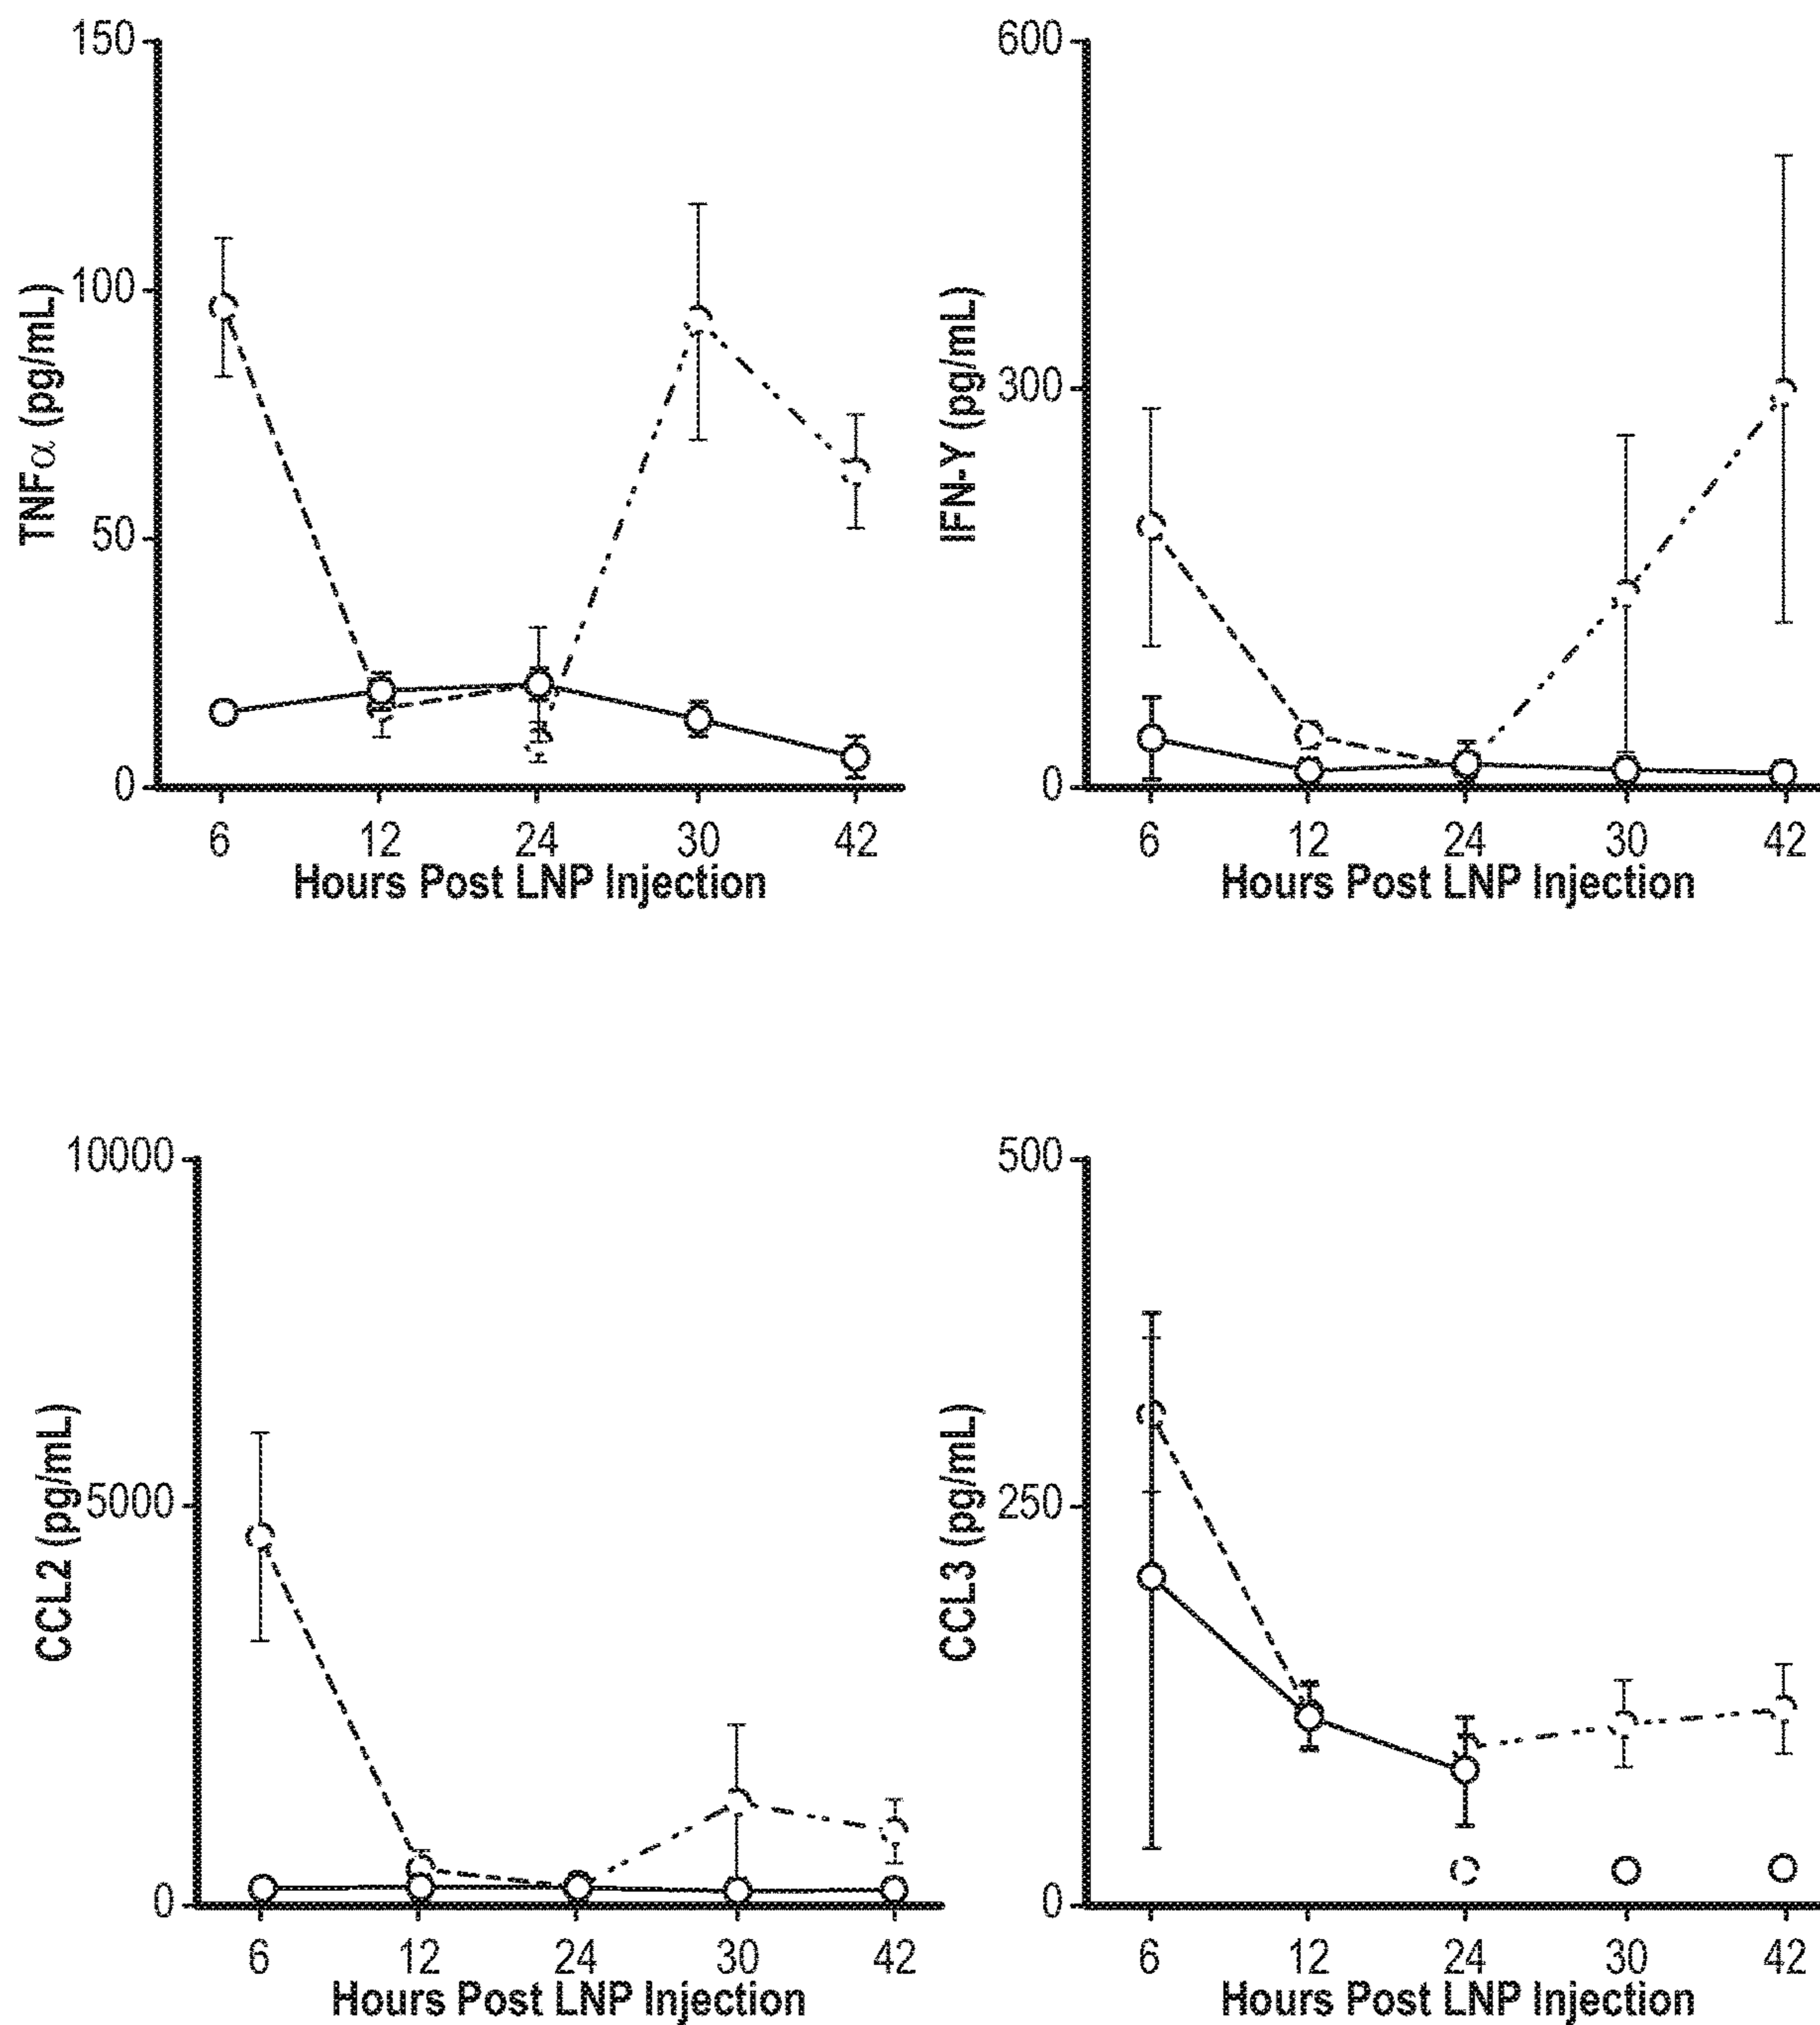 TNFα (pg/mL)
150
100
50
0
6 12 24 30 42
Hours Post LNP Injection
IFN-Y (pg/mL)
600
300
0
6 12 24 30 42
Hours Post LNP Injection
CCL2 (pg/mL)
10000
5000
0
6 12 24 30 42
Hours Post LNP Injection
CCL3 (pg/mL)
500
250
0
6 12 24 30 42
Hours Post LNP Injection